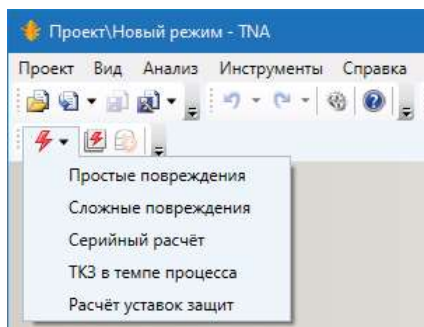 Проект\Новый режим - TNA
Проект Вид Анализ Инструменты Справка
Простые повреждения
Сложные повреждения
Серийный расчёт
ТКЗ в темпе процесса
Расчёт уставок защит